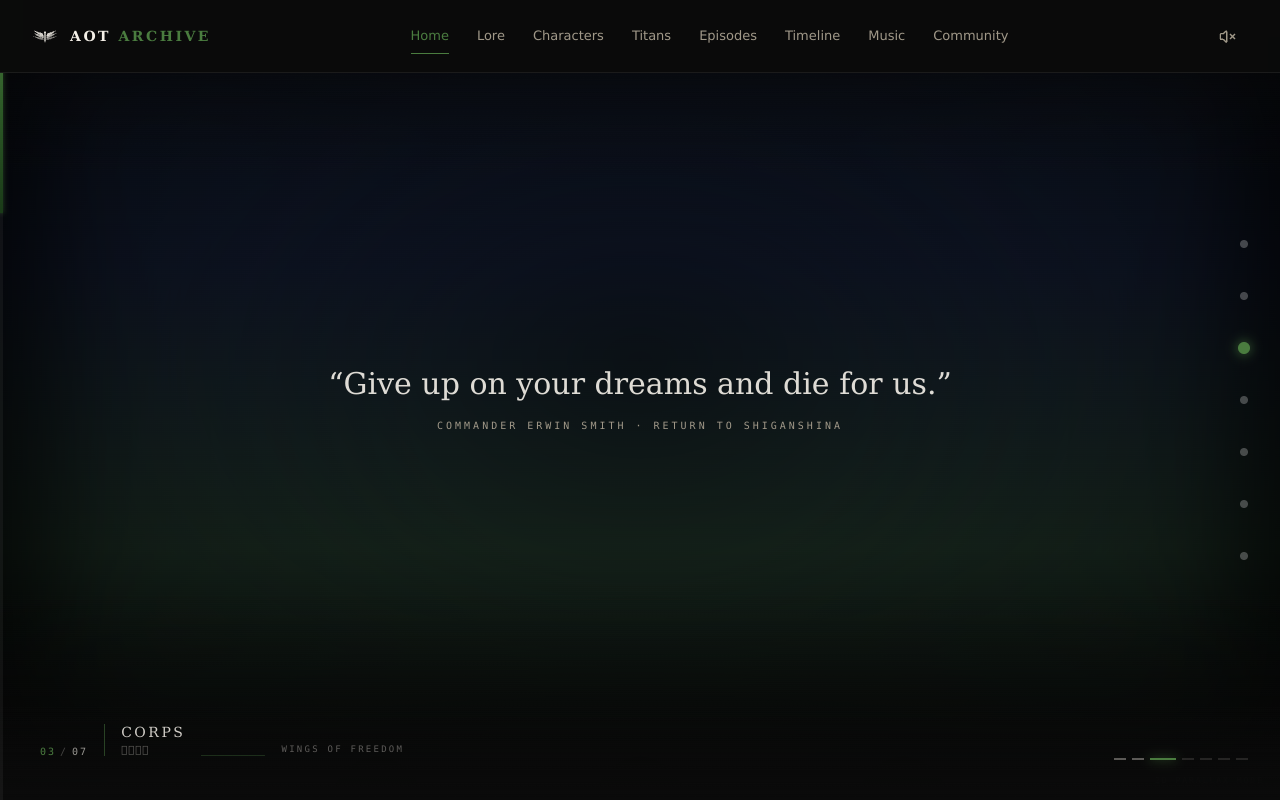 AOT ARCHIVE
Home
Lore
Characters
Titans
Episodes
Timeline
Music
Community
“Give up on your dreams and die for us.”
COMMANDER ERWIN SMITH · RETURN TO SHIGANSHINA
03 / 07
CORPS
WINGS OF FREEDOM